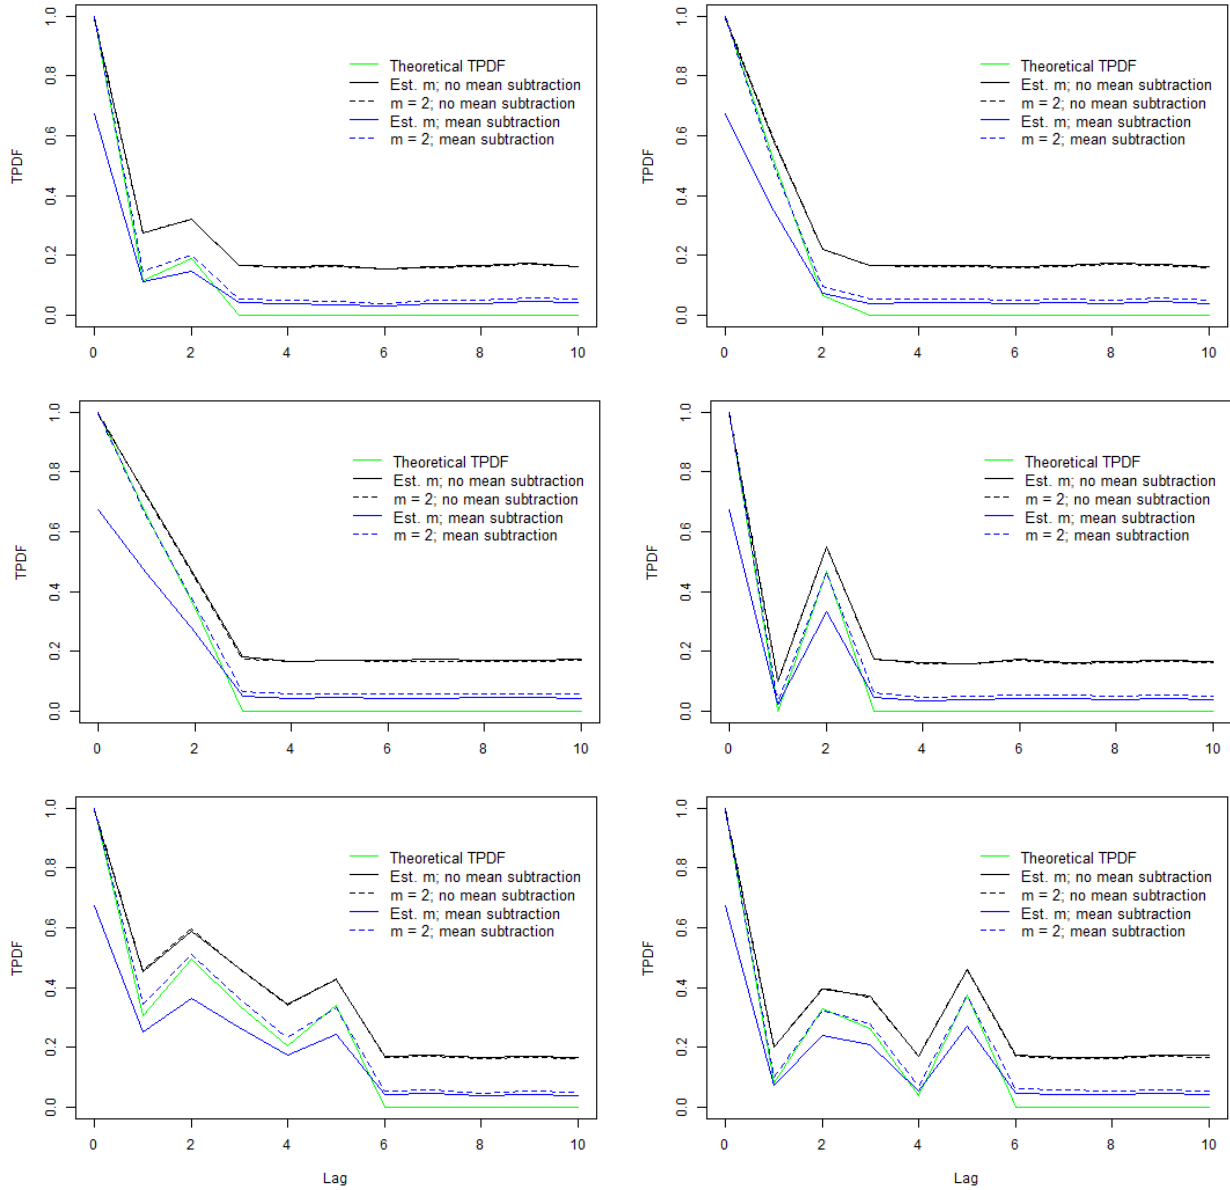 1.0
0.8
0.6
0.4
0.2
0.0
TPDF
0 2 4 6 8 10
Theoretical TPDF
Est. m; no mean subtraction
m = 2; no mean subtraction
Est. m; mean subtraction
m = 2; mean subtraction
1.0
0.8
0.6
0.4
0.2
0.0
TPDF
0 2 4 6 8 10
Theoretical TPDF
Est. m; no mean subtraction
m = 2; no mean subtraction
Est. m; mean subtraction
m = 2; mean subtraction
1.0
0.8
0.6
0.4
0.2
0.0
TPDF
0 2 4 6 8 10
Theoretical TPDF
Est. m; no mean subtraction
m = 2; no mean subtraction
Est. m; mean subtraction
m = 2; mean subtraction
1.0
0.8
0.6
0.4
0.2
0.0
TPDF
0 2 4 6 8 10
Theoretical TPDF
Est. m; no mean subtraction
m = 2; no mean subtraction
Est. m; mean subtraction
m = 2; mean subtraction
1.0
0.8
0.6
0.4
0.2
0.0
TPDF
0 2 4 6 8 10
Lag
Theoretical TPDF
Est. m; no mean subtraction
m = 2; no mean subtraction
Est. m; mean subtraction
m = 2; mean subtraction
1.0
0.8
0.6
0.4
0.2
0.0
TPDF
0 2 4 6 8 10
Lag
Theoretical TPDF
Est. m; no mean subtraction
m = 2; no mean subtraction
Est. m; mean subtraction
m = 2; mean subtraction